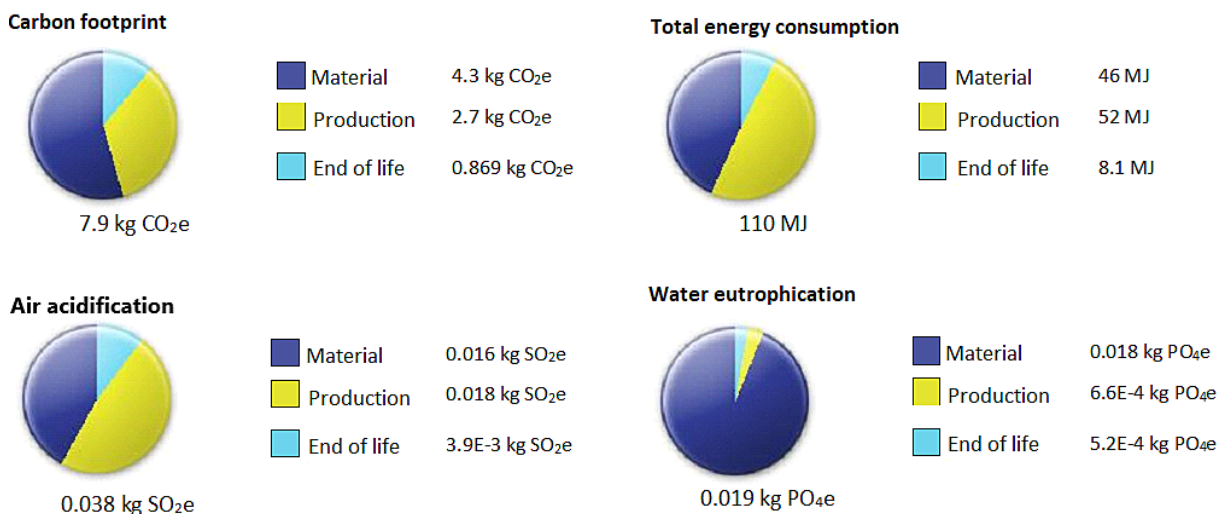 Carbon footprint
Material 4.3 kg CO₂e
Production 2.7 kg CO₂e
End of life 0.869 kg CO₂e
7.9 kg CO₂e
Total energy consumption
Material 46 MJ
Production 52 MJ
End of life 8.1 MJ
110 MJ
Air acidification
Material 0.016 kg SO₂e
Production 0.018 kg SO₂e
End of life 3.9E-3 kg SO₂e
0.038 kg SO₂e
Water eutrophication
Material 0.018 kg PO₄e
Production 6.6E-4 kg PO₄e
End of life 5.2E-4 kg PO₄e
0.019 kg PO₄e